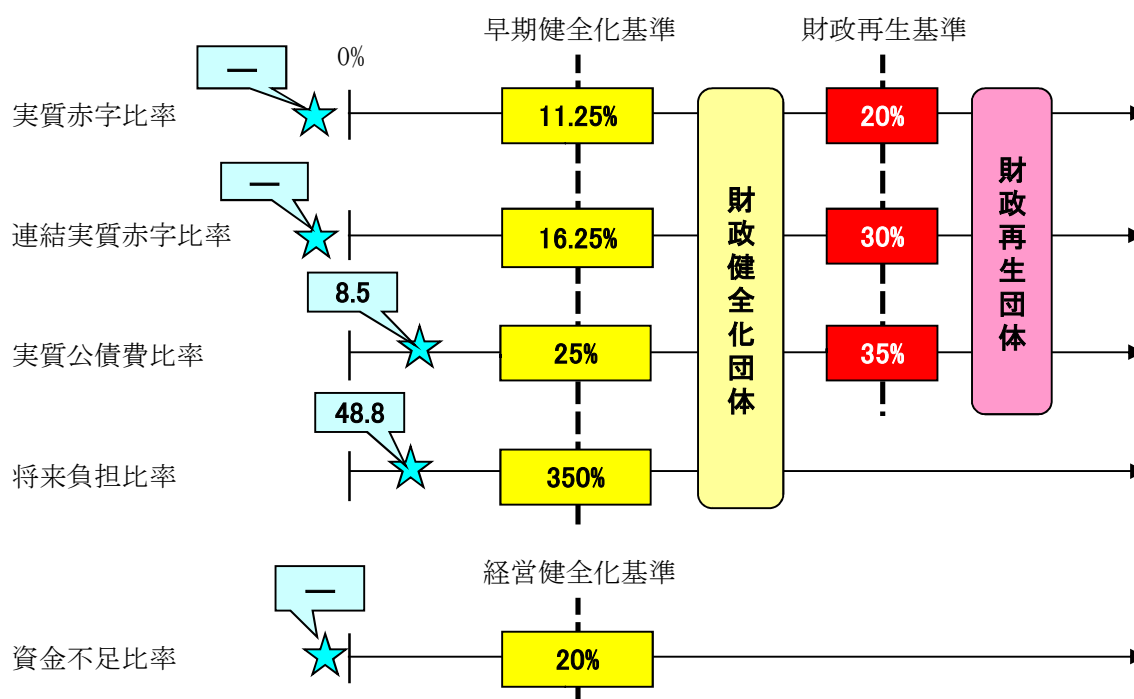 早期健全化基準
財政再生基準
0%
―
実質赤字比率
11.25%
20%
―
連結実質赤字比率
16.25%
30%
8.5
実質公債費比率
25%
35%
48.8
将来負担比率
350%
財政健全化団体
財政再生団体
経営健全化基準
―
資金不足比率
20%